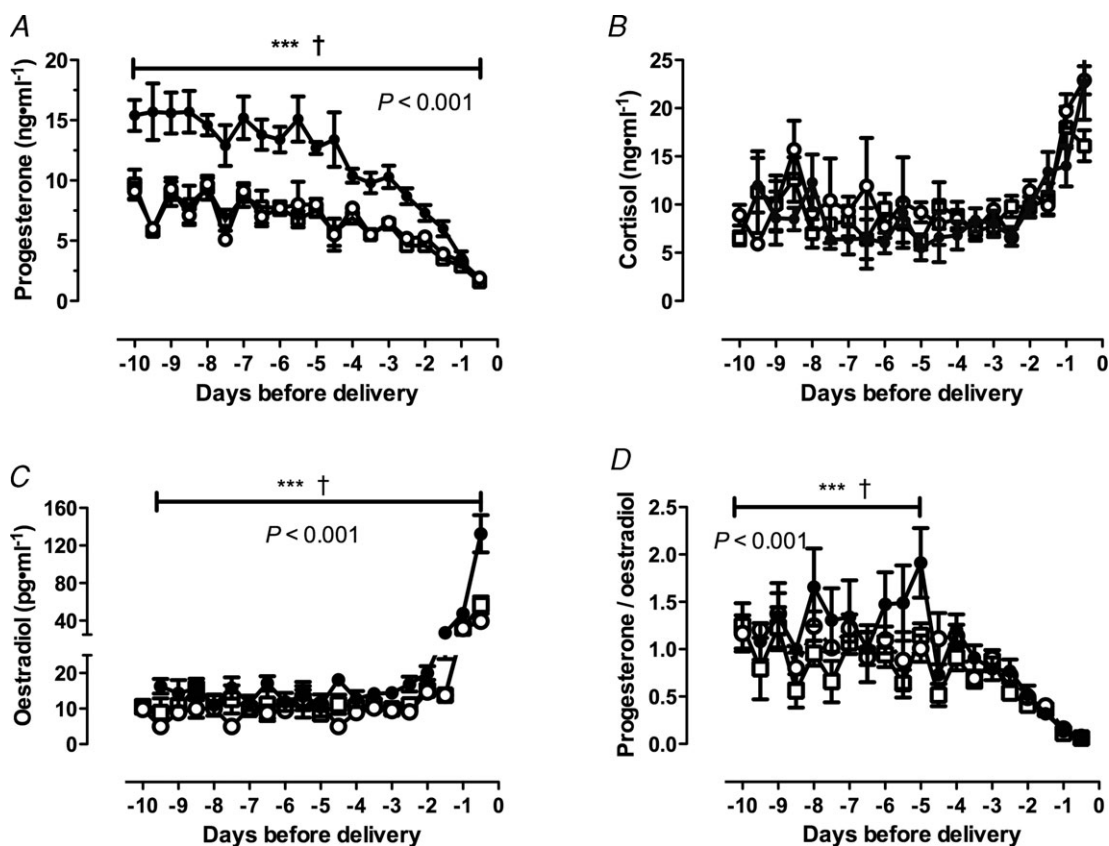 A
*** †
P < 0.001
Progesterone (ng•ml⁻¹)
20
15
10
5
0
-10 -9 -8 -7 -6 -5 -4 -3 -2 -1 0
Days before delivery
B
Cortisol (ng•ml⁻¹)
25
20
15
10
5
0
-10 -9 -8 -7 -6 -5 -4 -3 -2 -1 0
Days before delivery
C
*** †
P < 0.001
Oestradiol (pg•ml⁻¹)
160
120
80
40
20
10
0
-10 -9 -8 -7 -6 -5 -4 -3 -2 -1 0
Days before delivery
D
*** †
P < 0.001
Progesterone / oestradiol
2.5
2.0
1.5
1.0
0.5
0.0
-10 -9 -8 -7 -6 -5 -4 -3 -2 -1 0
Days before delivery